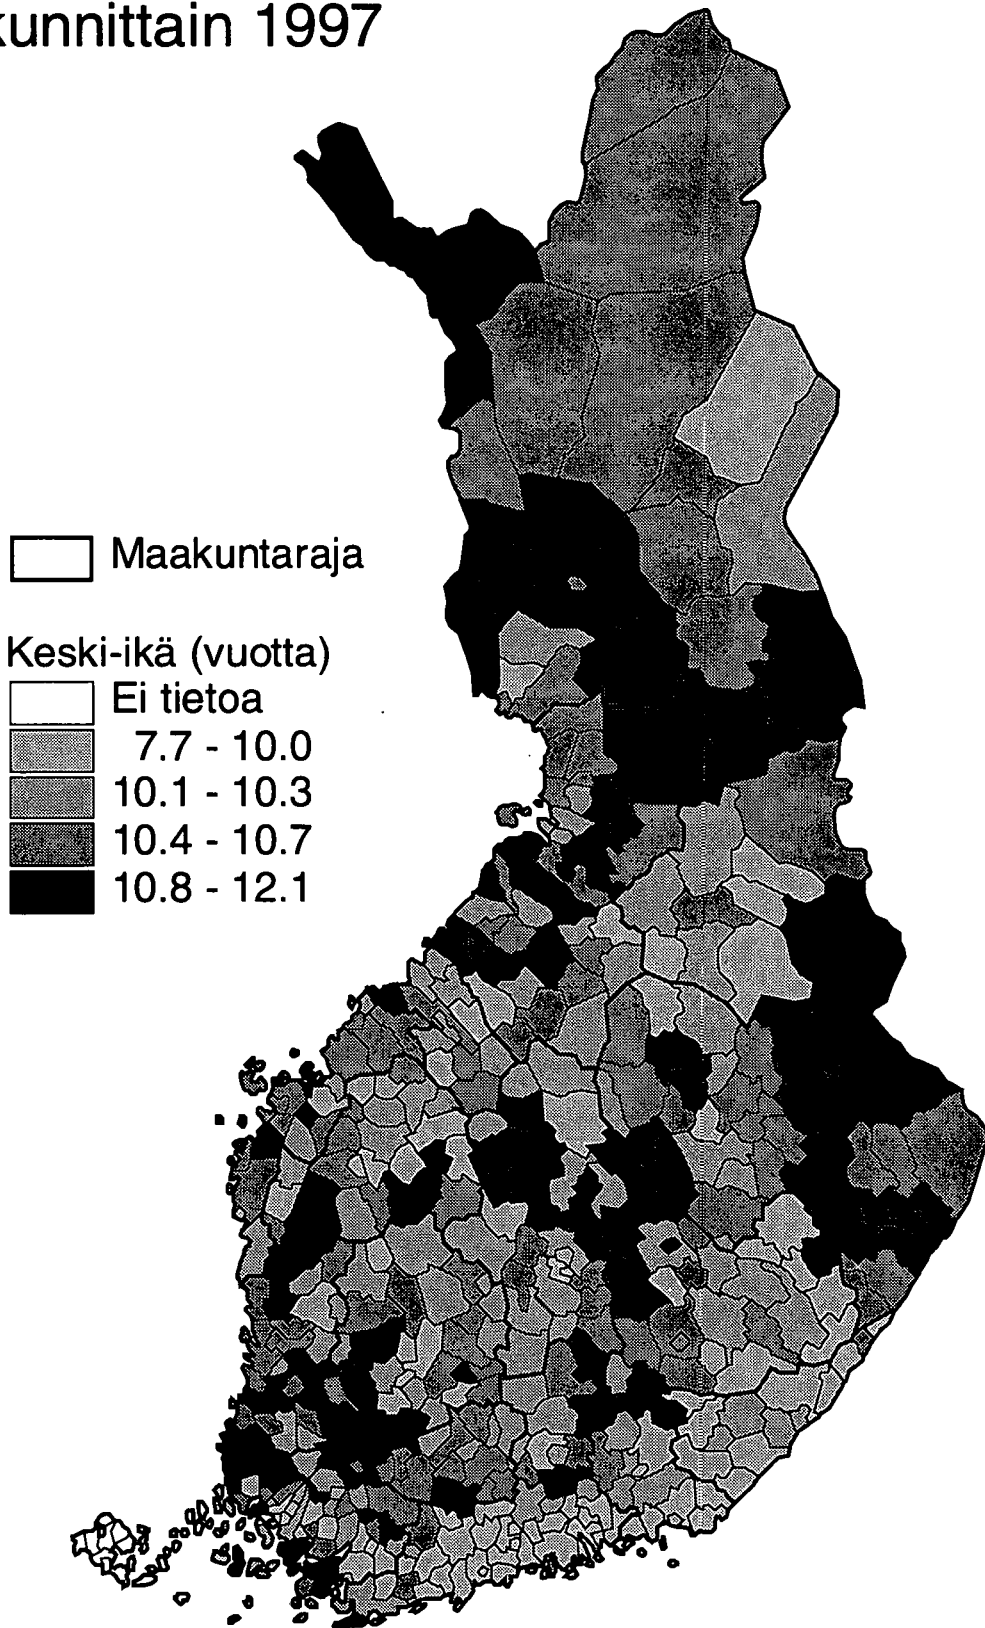 kunnittain 1997
Maakuntaraja
Keski-ikä (vuotta)
Ei tietoa
7.7 - 10.0
10.1 - 10.3
10.4 - 10.7
10.8 - 12.1